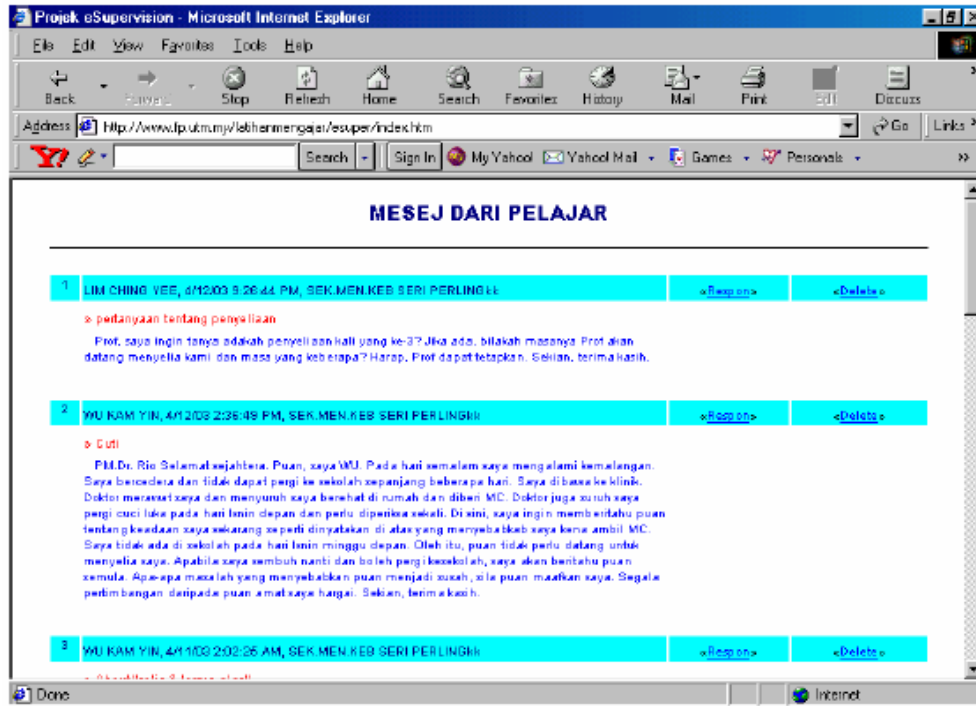 Projek eSupervision - Microsoft Internet Explorer
File Edit View Favorites Tools Help
Back Forward Stop Refresh Home Search Favorites History Mail Print Edit Discuss
Address http://www.fp.utm.my/latihanmengajar/esuper/index.htm Go Links
Y! Search Sign In My Yahoo! Yahoo! Mail Games Personals
MESEJ DARI PELAJAR
1 LIM CHING YEE, 4/12/03 9:26:44 PM, SEK.MEN.KEB SERI PERLINGkk «Respon» «Delete»
» pertanyaan tentang penyeliaan
Prof, saya ingin tanya adakah penyeliaan kali yang ke-3? Jika ada, bilakah masanya Prof akan
datang menyelia kami dan masa yang keberapa? Harap, Prof dapat tetapkan. Sekian, terima kasih.
2 WU KAM YIN, 4/12/03 2:36:49 PM, SEK.MEN.KEB SERI PERLINGkk «Respon» «Delete»
» Cuti
PM.Dr. Rio Selamat sejahtera. Puan, saya WU. Pada hari semalam saya mengalami kemalangan.
Saya bercedera dan tidak dapat pergi ke sekolah sepanjang beberapa hari. Saya dibawa ke klinik.
Doktor merawat saya dan menyuruh saya berehat di rumah dan diberi MC. Doktor juga suruh saya
pergi cuci luka pada hari Isnin depan dan perlu diperiksa sekali. Di sini, saya ingin memberitahu puan
tentang keadaan saya sekarang seperti dinyatakan di atas yang menyebabkab saya kena ambil MC.
Saya tidak ada di sekolah pada hari Isnin minggu depan. Oleh itu, puan tidak perlu datang untuk
menyelia saya. Apabila saya sembuh nanti dan boleh pergi kesekolah, saya akan beritahu puan
semula. Apa-apa masalah yang menyebabkan puan menjadi susah, sila puan maafkan saya. Segala
pertimbangan daripada puan amat saya hargai. Sekian, terima kasih.
3 WU KAM YIN, 4/11/03 2:02:25 AM, SEK.MEN.KEB SERI PERLINGkk «Respon» «Delete»
Done Internet